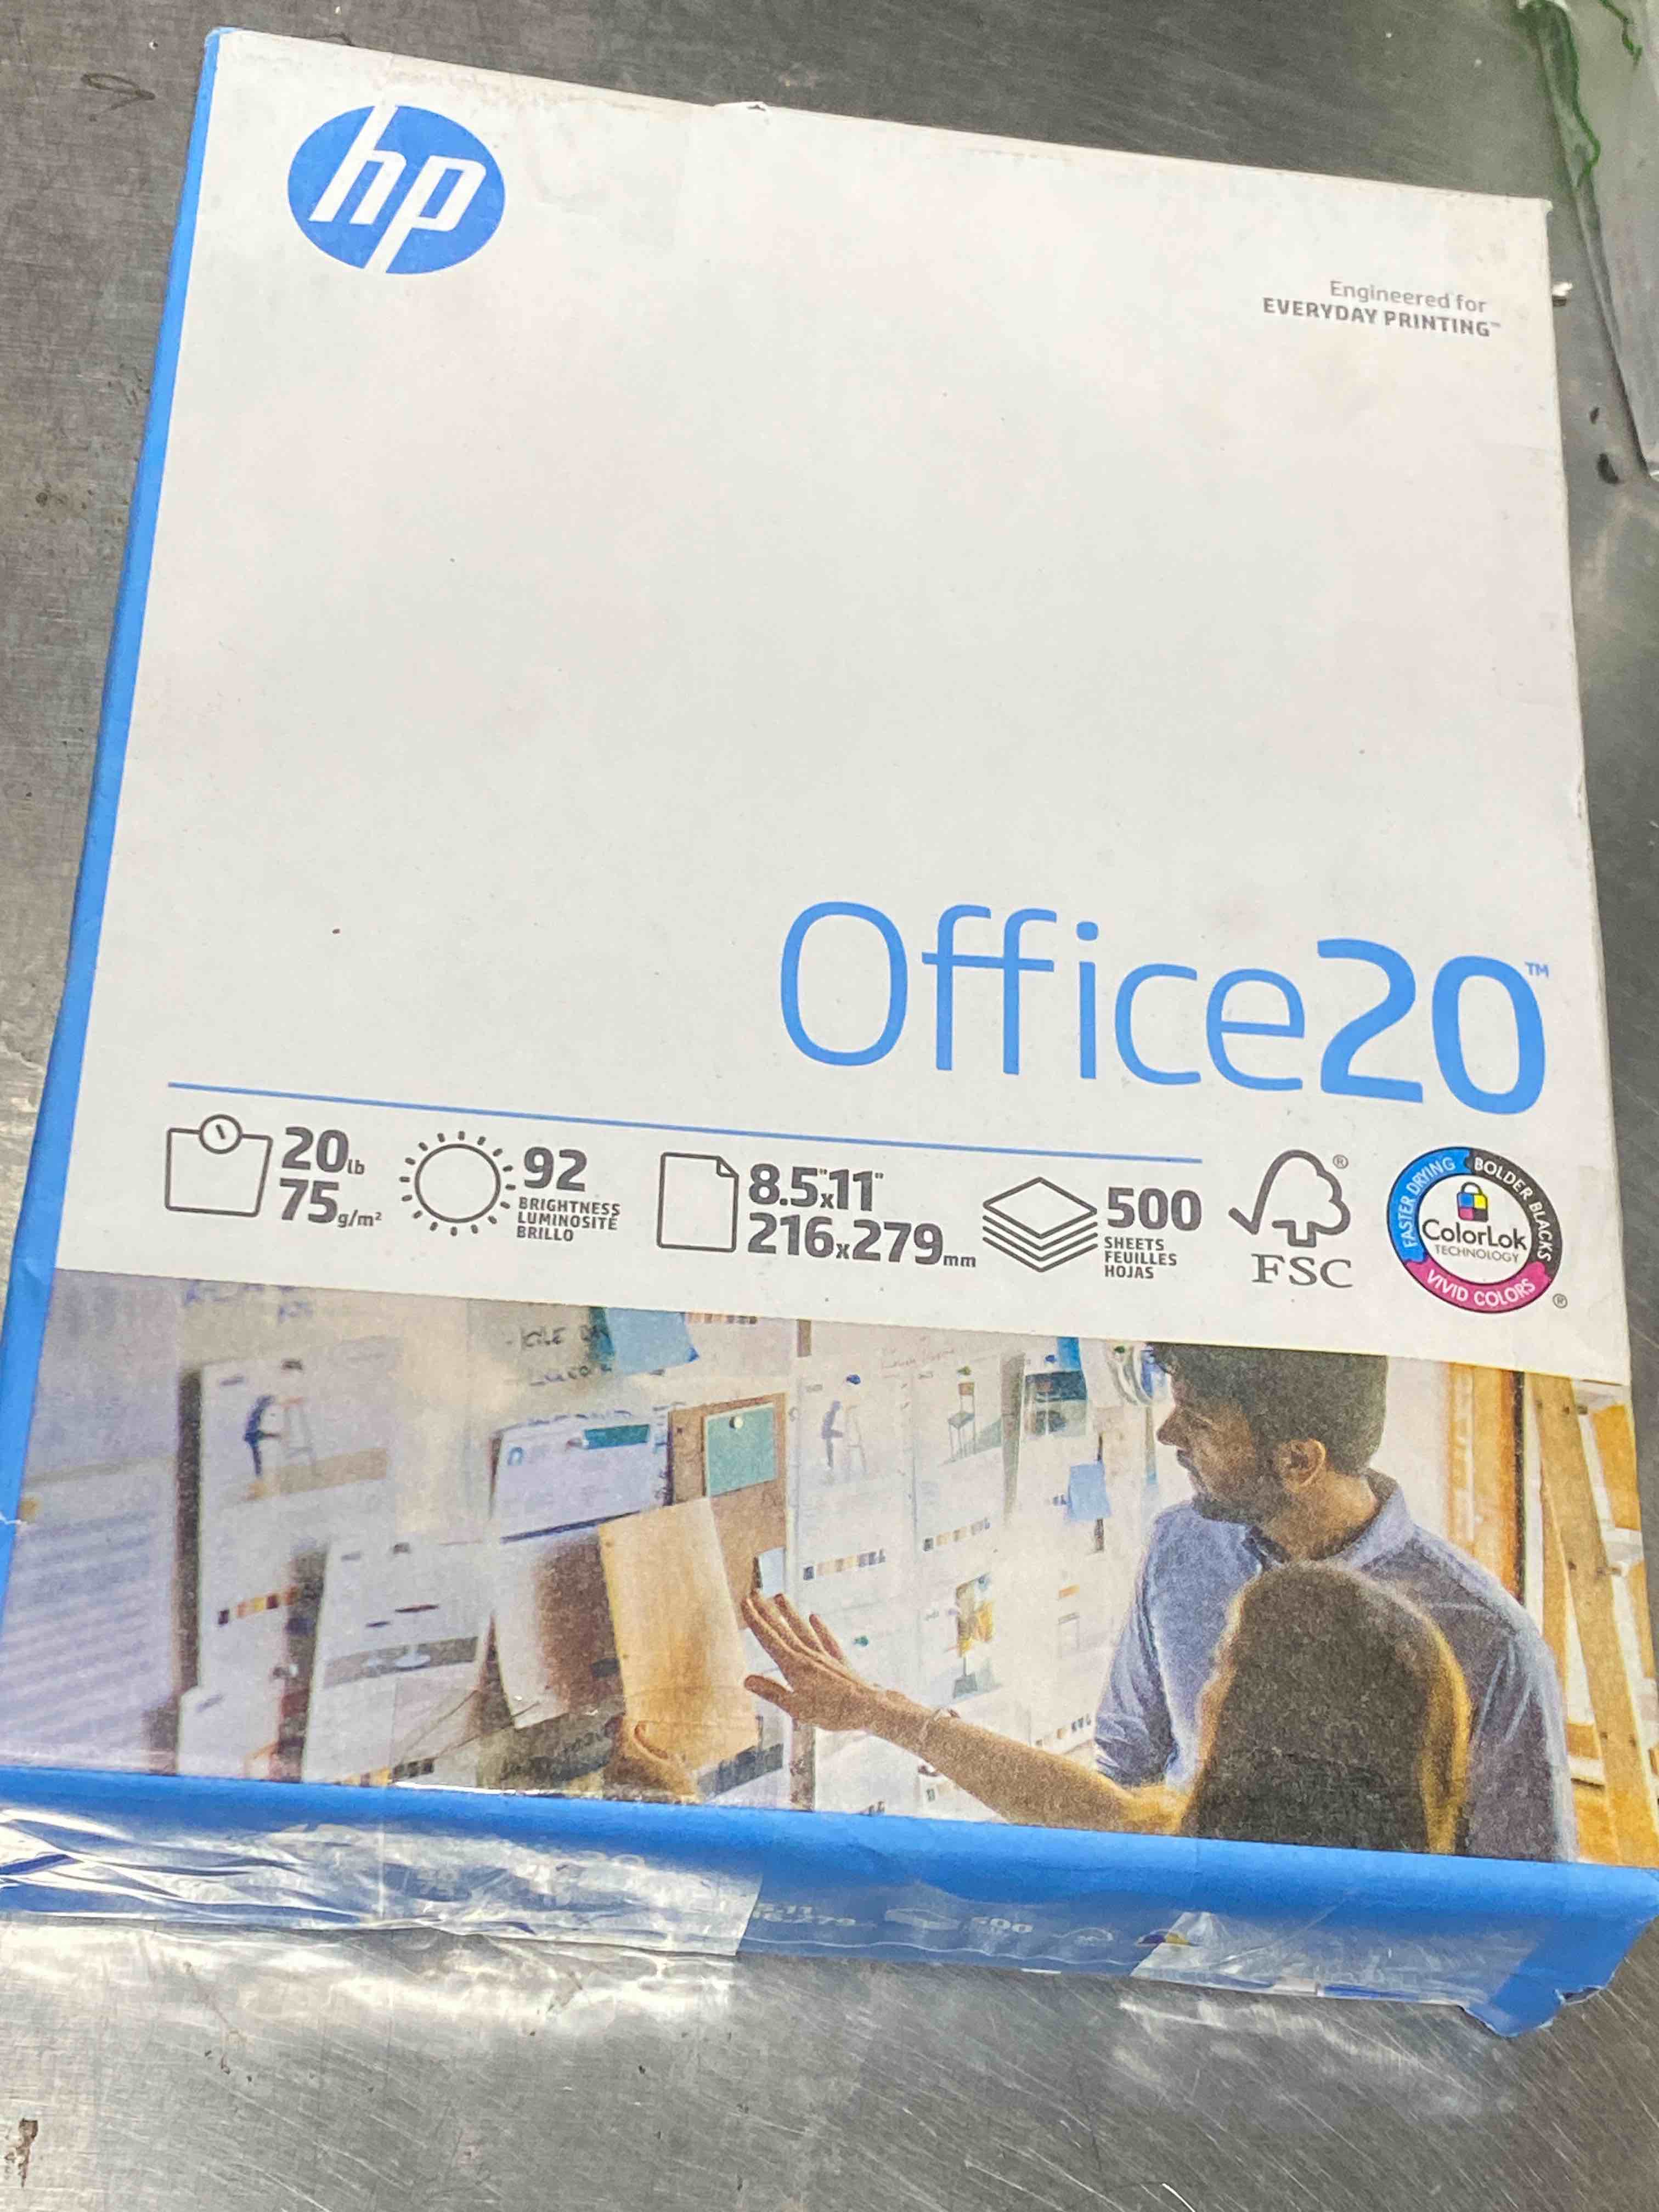 hp
Engineered for
EVERYDAY PRINTING™
Office20™
20lb
75g/m²
92
BRIGHTNESS
LUMINOSITÉ
BRILLO
8.5"x11"
216x279mm
500
SHEETS
FEUILLES
HOJAS
®
FSC
FASTER DRYING
BOLDER BLACKS
ColorLok
TECHNOLOGY
VIVID COLORS
®
500